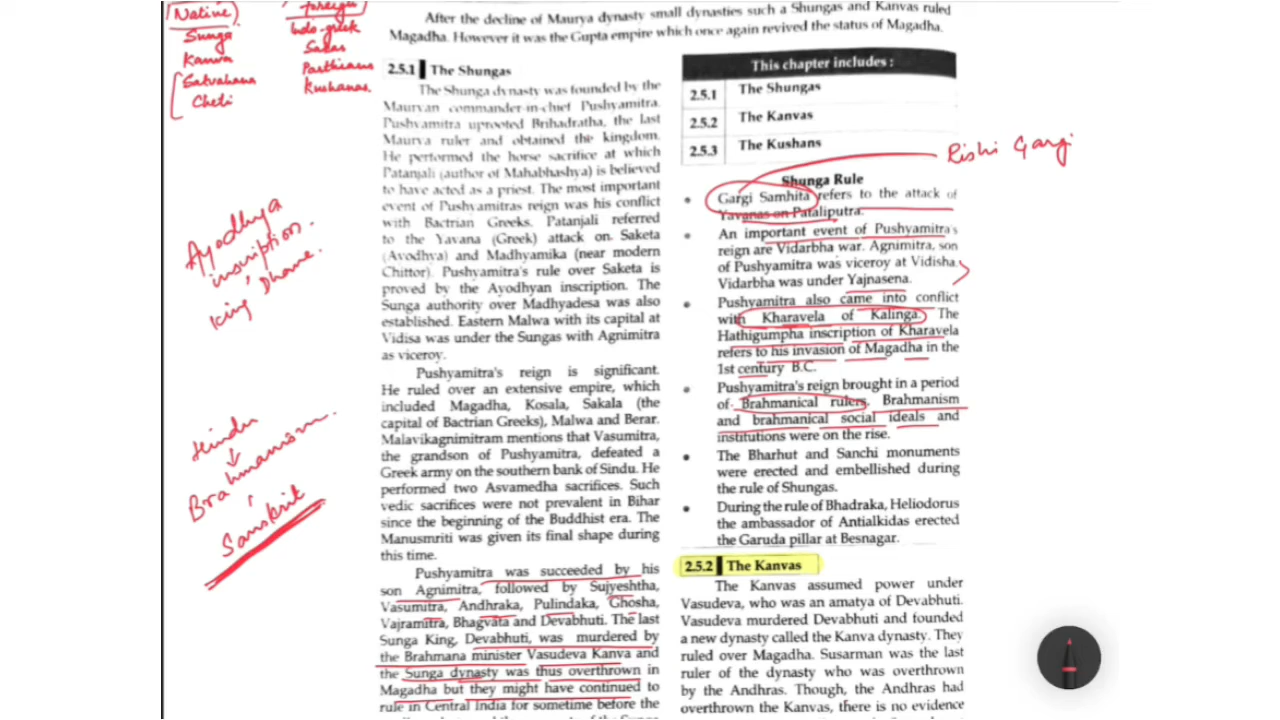 Native
Sunga
Kanva
Satvahana
Cheti
foreign
Indo-greek
Sakas
Parthians
Kushanas
Ayodhya
inscription.
King Dhane.
Hindu
Brahmanism
Sanskrit
After the decline of Maurya dynasty small dynasties such a Shungas and Kanvas ruled
Magadha. However it was the Gupta empire which once again revived the status of Magadha.
2.5.1 The Shungas
The Shunga dynasty was founded by the
Mauryan commander-in-chief Pushyamitra.
Pushyamitra uprooted Brihadratha, the last
Maurya ruler and obtained the kingdom.
He performed the horse sacrifice at which
Patanjali (author of Mahabhashya) is believed
to have acted as a priest. The most important
event of Pushyamitras reign was his conflict
with Bactrian Greeks. Patanjali referred
to the Yavana (Greek) attack on Saketa
(Ayodhya) and Madhyamika (near modern
Chittor). Pushyamitra's rule over Saketa is
proved by the Ayodhyan inscription. The
Sunga authority over Madhyadesa was also
established. Eastern Malwa with its capital at
Vidisa was under the Sungas with Agnimitra
as viceroy.
Pushyamitra's reign is significant.
He ruled over an extensive empire, which
included Magadha, Kosala, Sakala (the
capital of Bactrian Greeks), Malwa and Berar.
Malavikagnimitram mentions that Vasumitra,
the grandson of Pushyamitra, defeated a
Greek army on the southern bank of Sindu. He
performed two Asvamedha sacrifices. Such
vedic sacrifices were not prevalent in Bihar
since the beginning of the Buddhist era. The
Manusmriti was given its final shape during
this time.
Pushyamitra was succeeded by his
son Agnimitra, followed by Sujyeshtha,
Vasumitra, Andhraka, Pulindaka, Ghosha,
Vajramitra, Bhagvata and Devabhuti. The last
Sunga King, Devabhuti, was murdered by
the Brahmana minister Vasudeva Kanva and
the Sunga dynasty was thus overthrown in
Magadha but they might have continued to
rule in Central India for sometime before the
This chapter includes :
2.5.1 The Shungas
2.5.2 The Kanvas
2.5.3 The Kushans
Rishi Gargi
Shunga Rule
• Gargi Samhita refers to the attack of
Yavanas on Pataliputra.
• An important event of Pushyamitra's
reign are Vidarbha war. Agnimitra, son
of Pushyamitra was viceroy at Vidisha.
Vidarbha was under Yajnasena.
• Pushyamitra also came into conflict
with Kharavela of Kalinga. The
Hathigumpha inscription of Kharavela
refers to his invasion of Magadha in the
1st century B.C.
• Pushyamitra's reign brought in a period
of Brahmanical rulers. Brahmanism
and brahmanical social ideals and
institutions were on the rise.
• The Bharhut and Sanchi monuments
were erected and embellished during
the rule of Shungas.
• During the rule of Bhadraka, Heliodorus
the ambassador of Antialkidas erected
the Garuda pillar at Besnagar.
2.5.2 The Kanvas
The Kanvas assumed power under
Vasudeva, who was an amatya of Devabhuti.
Vasudeva murdered Devabhuti and founded
a new dynasty called the Kanva dynasty. They
ruled over Magadha. Susarman was the last
ruler of the dynasty who was overthrown
by the Andhras. Though, the Andhras had
overthrown the Kanvas, there is no evidence